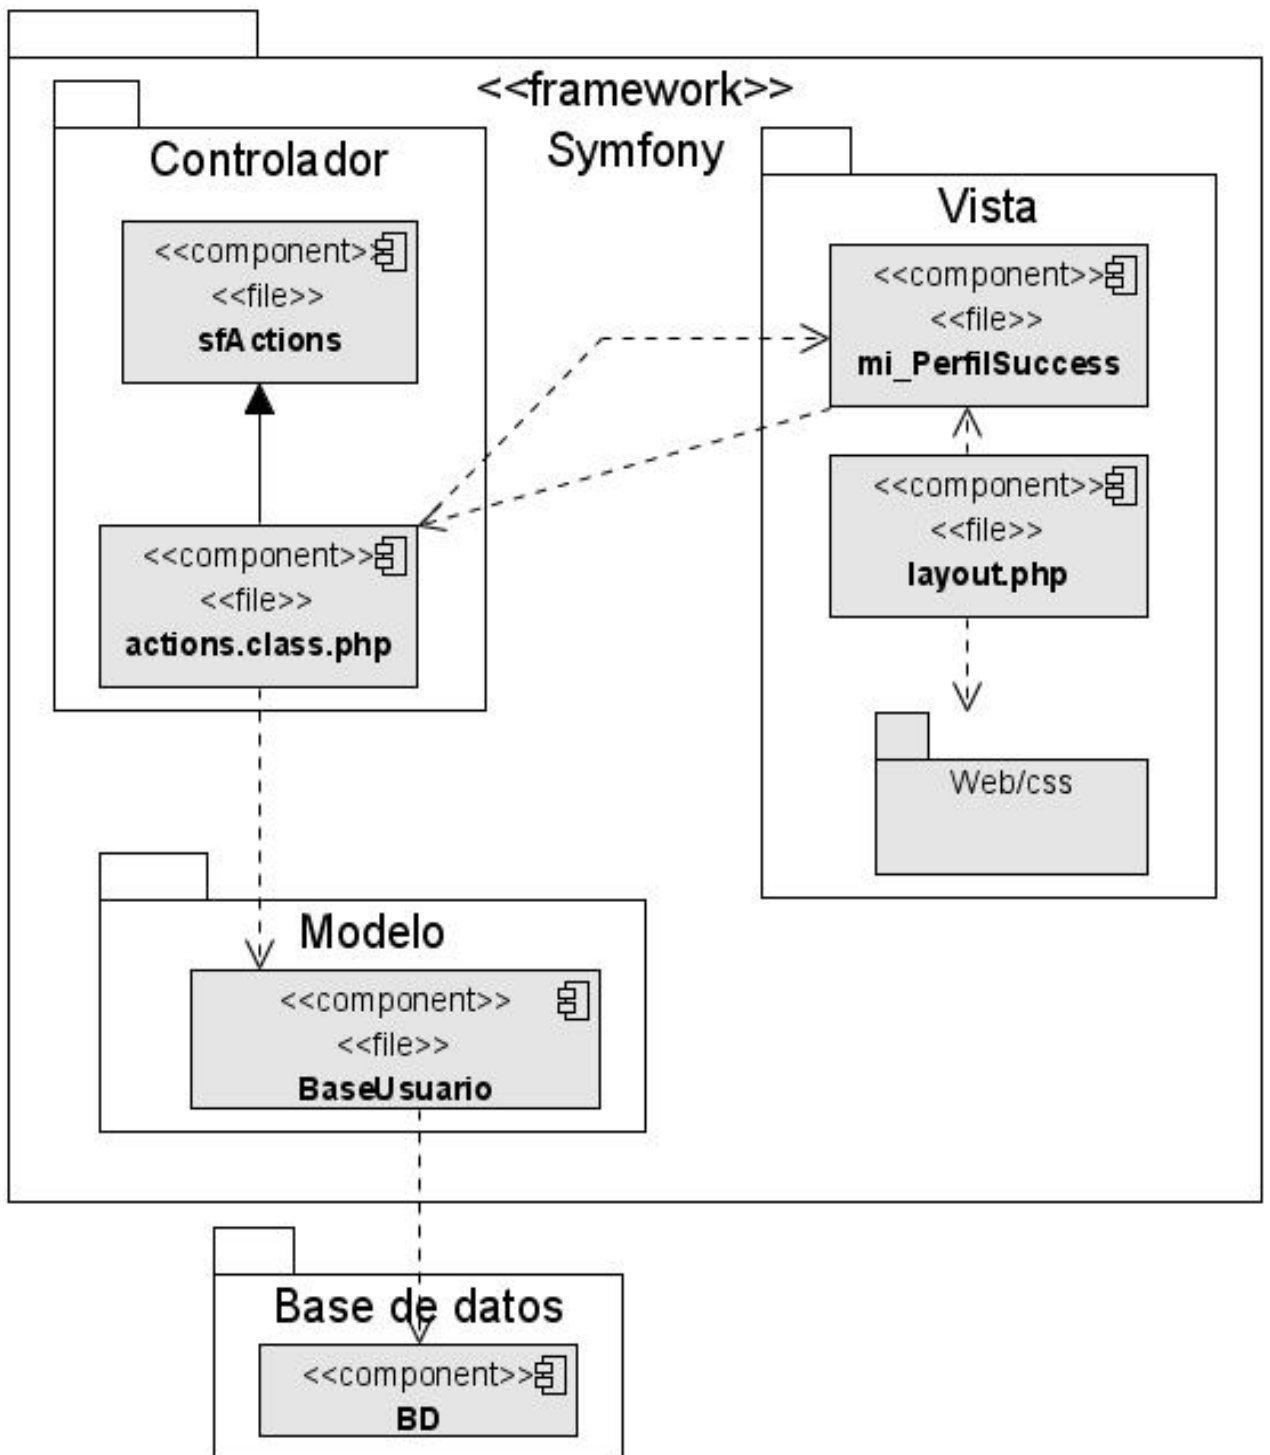 <<framework>>
Symfony
Controlador
<<component>>
<<file>>
sfActions
<<component>>
<<file>>
actions.class.php
Vista
<<component>>
<<file>>
mi_PerfilSuccess
<<component>>
<<file>>
layout.php
Web/css
Modelo
<<component>>
<<file>>
BaseUsuario
Base de datos
<<component>>
BD